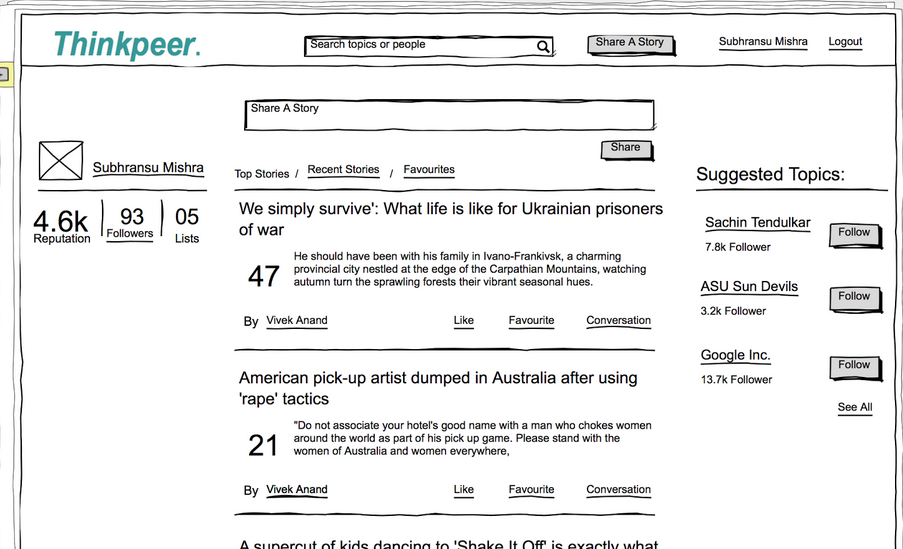 Thinkpeer.
Search topics or people
Share A Story
Subhransu Mishra
Logout
Share A Story
Share
Subhransu Mishra
4.6k
Reputation
93
Followers
05
Lists
Top Stories / Recent Stories / Favourites
We simply survive': What life is like for Ukrainian prisoners
of war
47
He should have been with his family in Ivano-Frankivsk, a charming
provincial city nestled at the edge of the Carpathian Mountains, watching
autumn turn the sprawling forests their vibrant seasonal hues.
By Vivek Anand
Like
Favourite
Conversation
American pick-up artist dumped in Australia after using
'rape' tactics
21
"Do not associate your hotel's good name with a man who chokes women
around the world as part of his pick up game. Please stand with the
women of Australia and women everywhere,
By Vivek Anand
Like
Favourite
Conversation
A supercut of kids dancing to 'Shake It Off' is exactly what
Suggested Topics:
Sachin Tendulkar
7.8k Follower
Follow
ASU Sun Devils
3.2k Follower
Follow
Google Inc.
13.7k Follower
Follow
See All